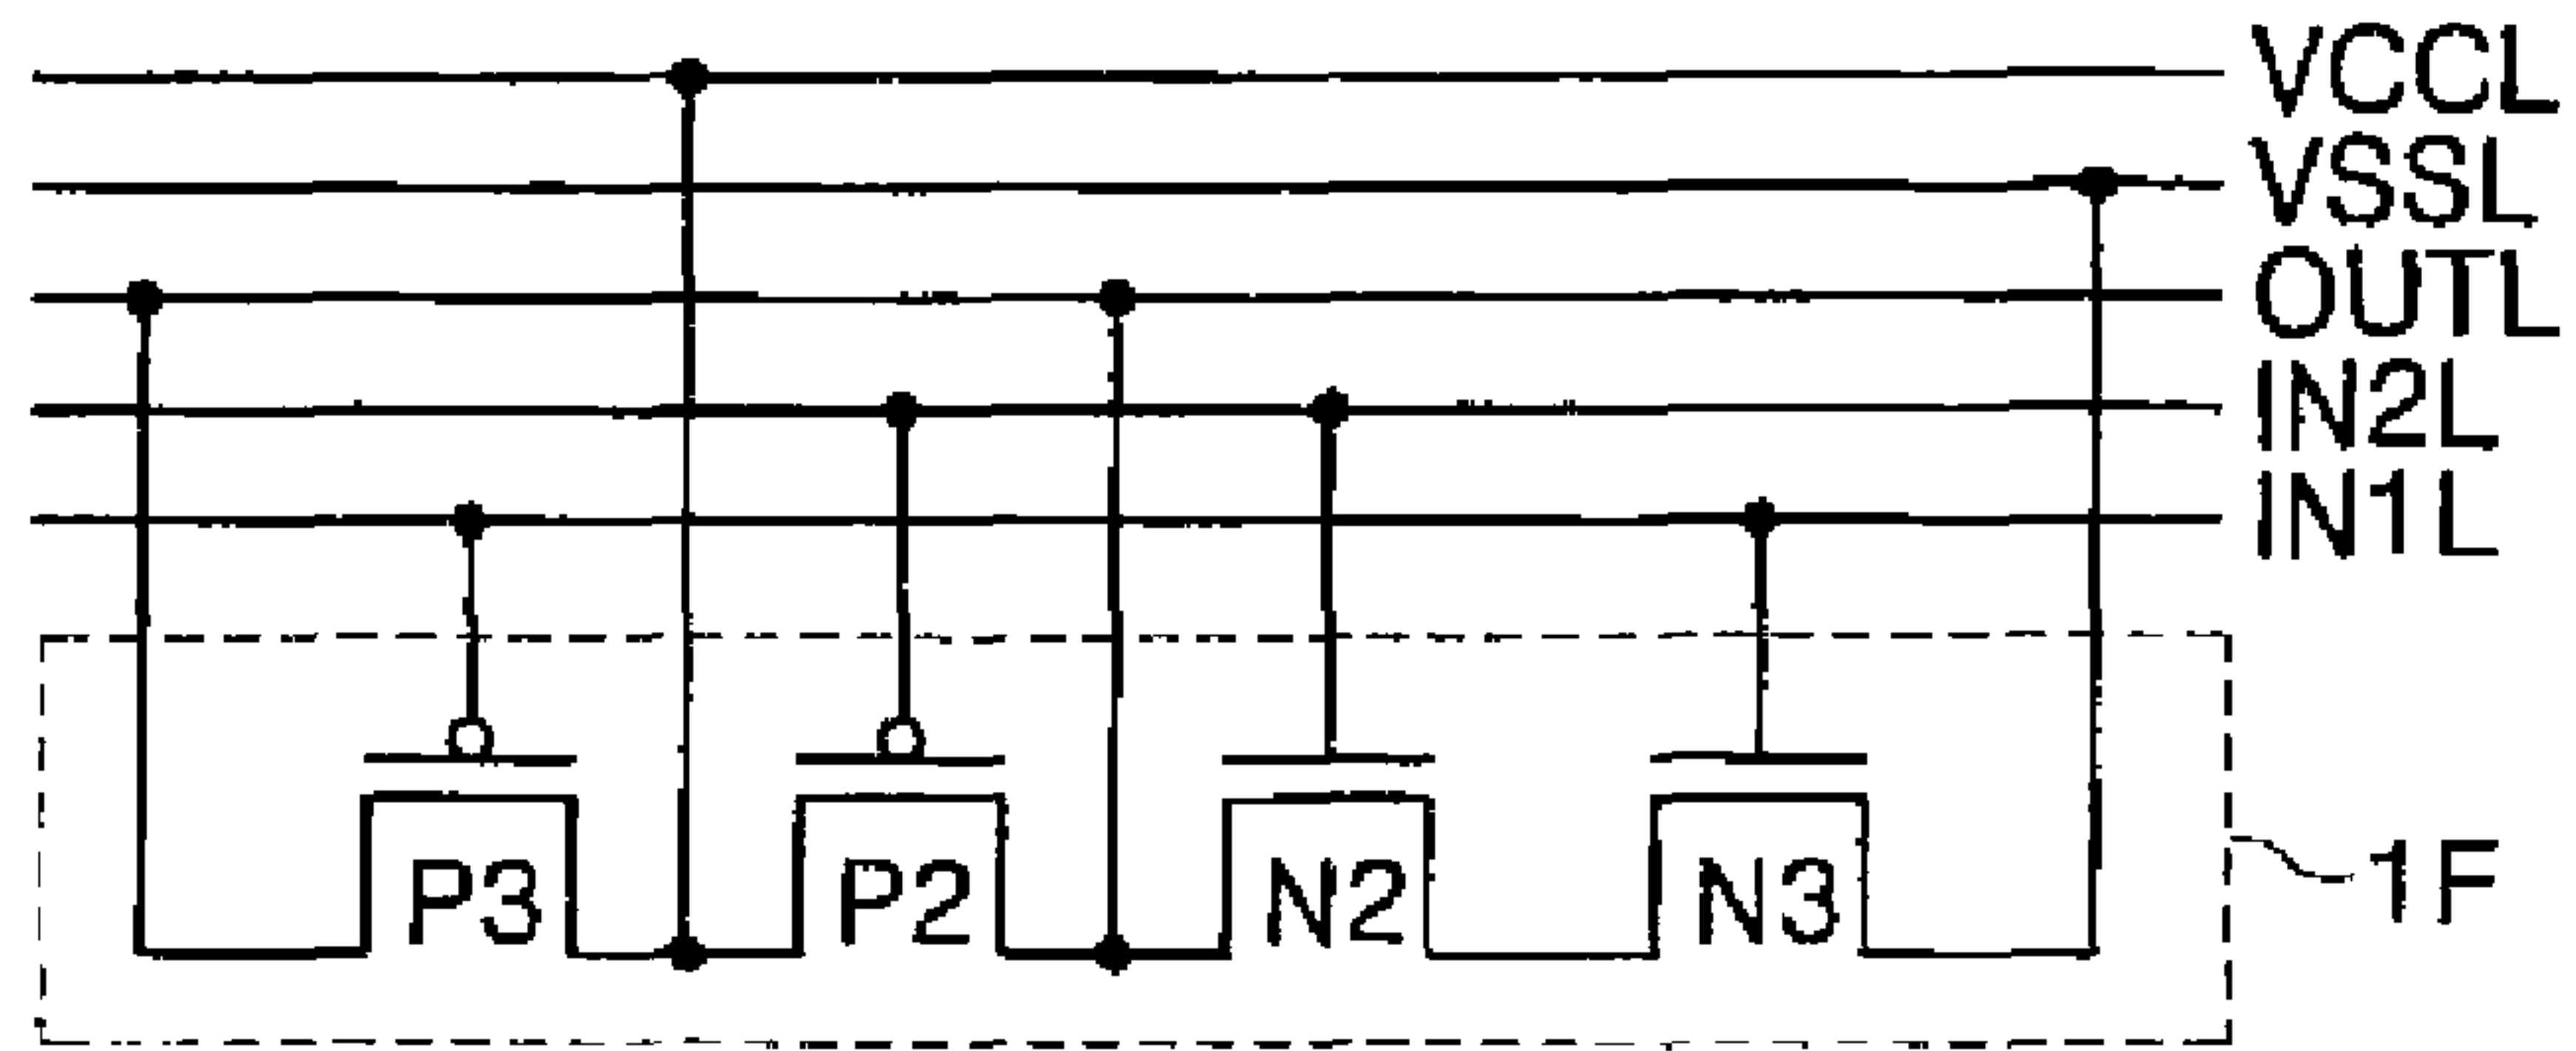 VCCL
VSSL
OUTL
IN2L
IN1L
P3 P2 N2 N3
1F